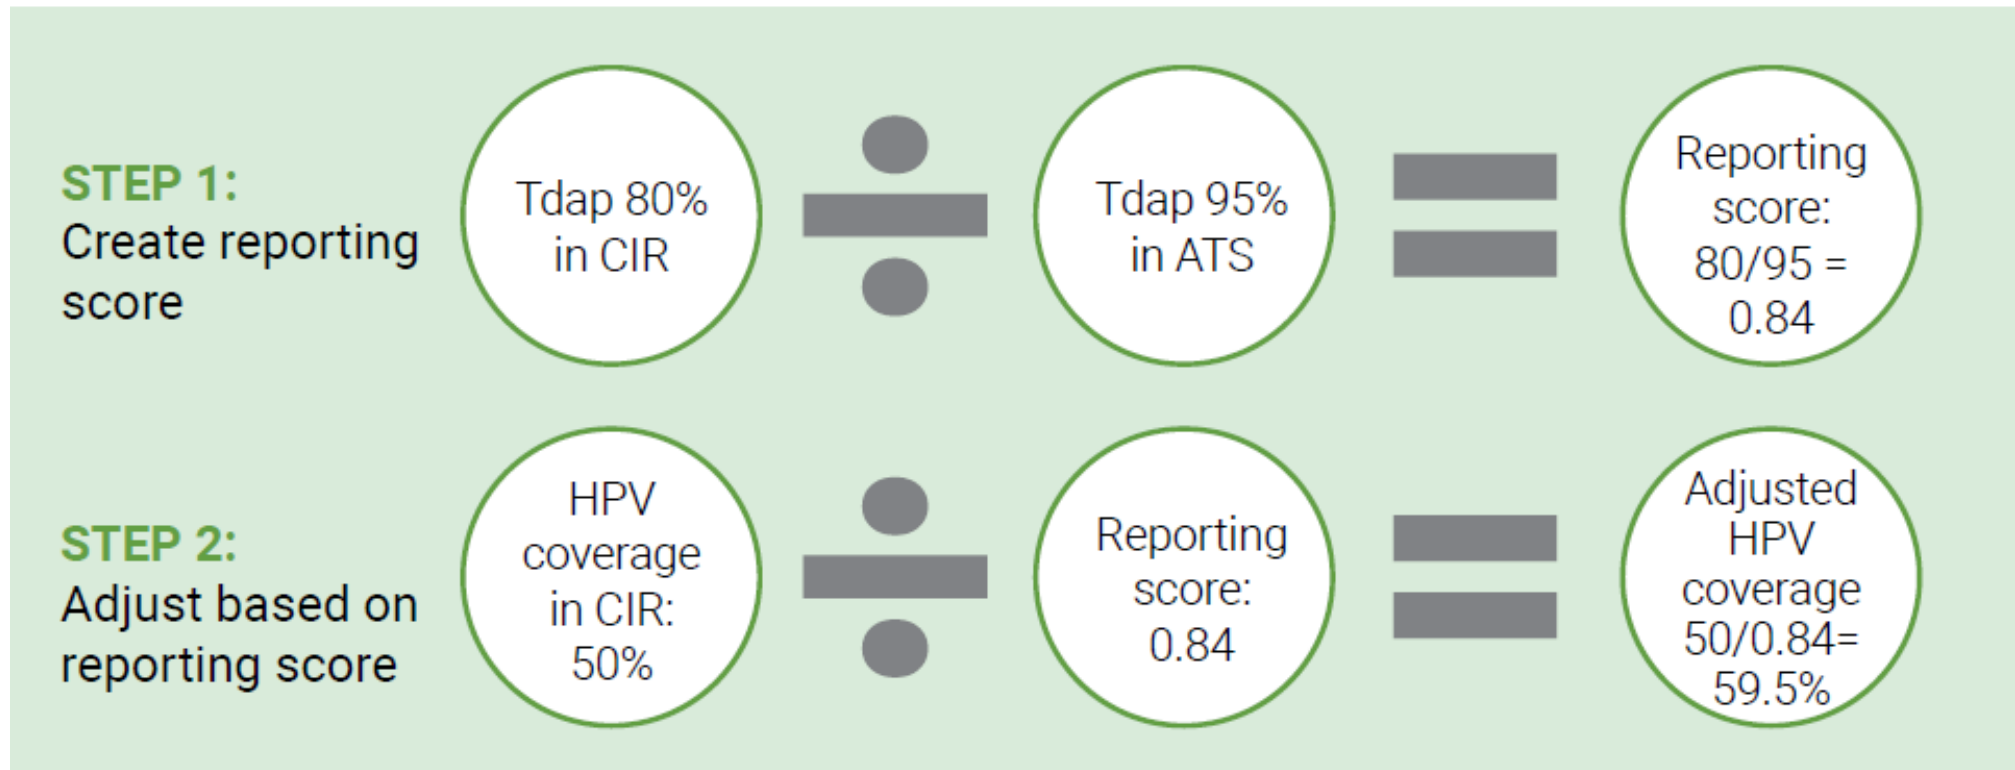 STEP 1:
Create reporting
score
Tdap 80%
in CIR
Tdap 95%
in ATS
Reporting
score:
80/95 =
0.84
STEP 2:
Adjust based on
reporting score
HPV
coverage
in CIR:
50%
Reporting
score:
0.84
Adjusted
HPV
coverage
50/0.84=
59.5%